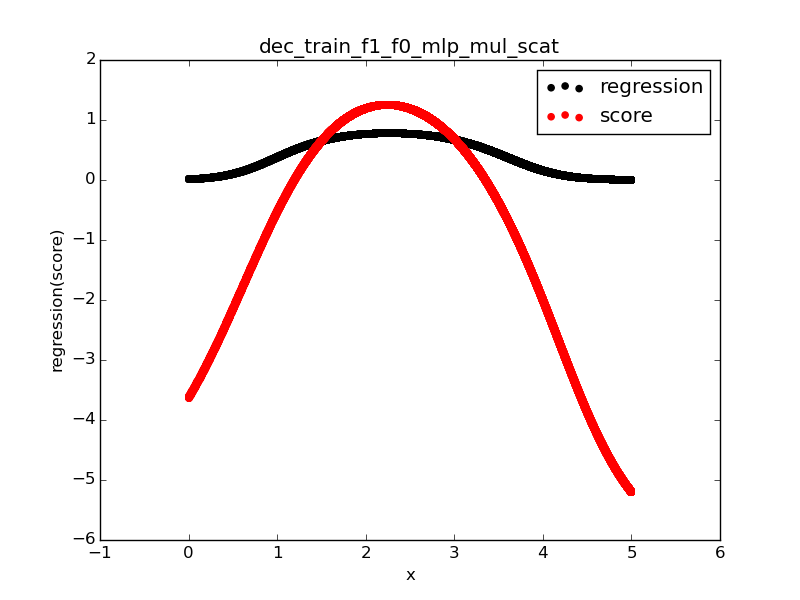 dec_train_f1_f0_mlp_mul_scat
regression
score
regression(score)
2
1
0
−1
−2
−3
−4
−5
−6
−1 0 1 2 3 4 5 6
x